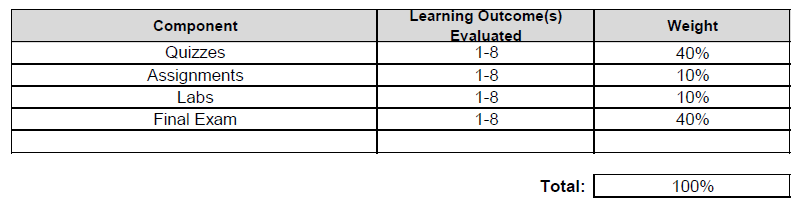 Component Learning Outcome(s) Evaluated Weight
Quizzes 1-8 40%
Assignments 1-8 10%
Labs 1-8 10%
Final Exam 1-8 40%
Total: 100%